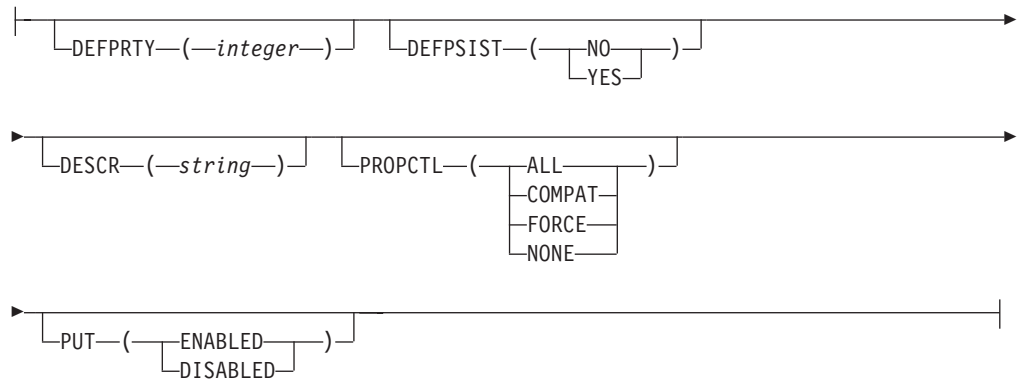 DEFPRTY ( integer ) DEFPSIST ( NO )
YES
DESCR ( string ) PROPCTL ( ALL )
COMPAT
FORCE
NONE
PUT ( ENABLED )
DISABLED